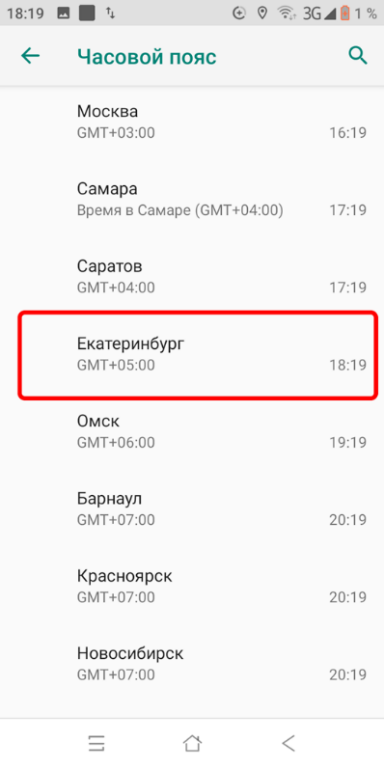 18:19 3G 1 %
Часовой пояс
Москва
GMT+03:00 16:19
Самара
Время в Самаре (GMT+04:00) 17:19
Саратов
GMT+04:00 17:19
Екатеринбург
GMT+05:00 18:19
Омск
GMT+06:00 19:19
Барнаул
GMT+07:00 20:19
Красноярск
GMT+07:00 20:19
Новосибирск
GMT+07:00 20:19